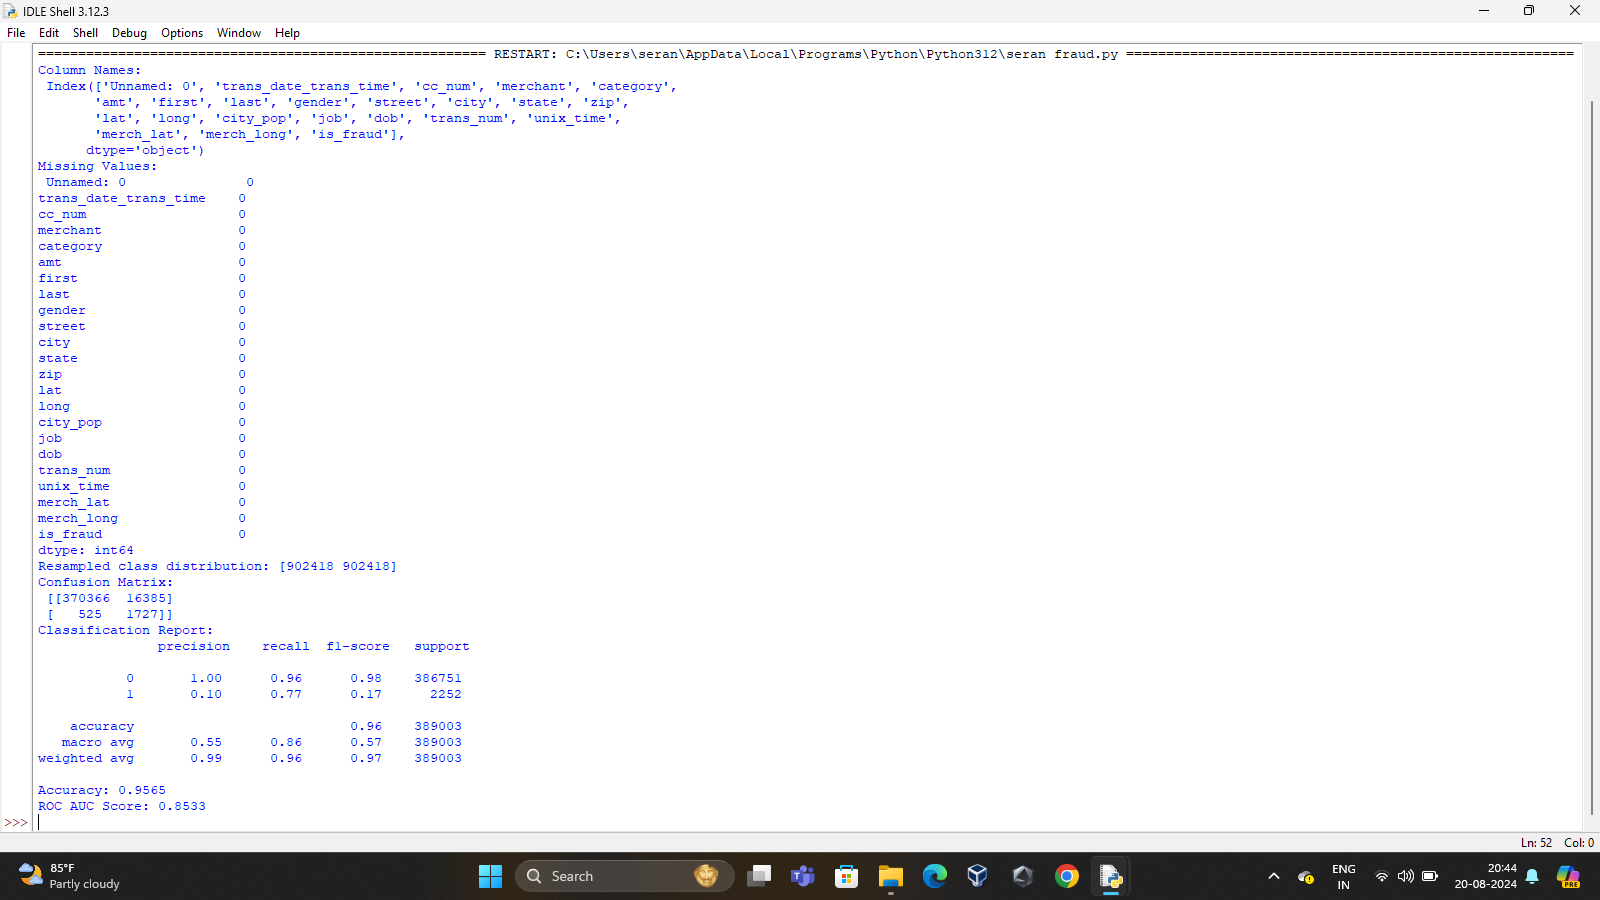 IDLE Shell 3.12.3
File Edit Shell Debug Options Window Help
======================================================== RESTART: C:\Users\seran\AppData\Local\Programs\Python\Python312\seran fraud.py ========================================================
Column Names:
 Index(['Unnamed: 0', 'trans_date_trans_time', 'cc_num', 'merchant', 'category',
       'amt', 'first', 'last', 'gender', 'street', 'city', 'state', 'zip',
       'lat', 'long', 'city_pop', 'job', 'dob', 'trans_num', 'unix_time',
       'merch_lat', 'merch_long', 'is_fraud'],
      dtype='object')
Missing Values:
 Unnamed: 0               0
trans_date_trans_time    0
cc_num                   0
merchant                 0
category                 0
amt                      0
first                    0
last                     0
gender                   0
street                   0
city                     0
state                    0
zip                      0
lat                      0
long                     0
city_pop                 0
job                      0
dob                      0
trans_num                0
unix_time                0
merch_lat                0
merch_long               0
is_fraud                 0
dtype: int64
Resampled class distribution: [902418 902418]
Confusion Matrix:
 [[370366  16385]
 [   525   1727]]
Classification Report:
               precision    recall  f1-score   support

           0       1.00      0.96      0.98    386751
           1       0.10      0.77      0.17      2252

    accuracy                           0.96    389003
   macro avg       0.55      0.86      0.57    389003
weighted avg       0.99      0.96      0.97    389003

Accuracy: 0.9565
ROC AUC Score: 0.8533
>>>
Ln: 52 Col: 0
85°F
Partly cloudy
Search
ENG
IN
20:44
20-08-2024
PRE